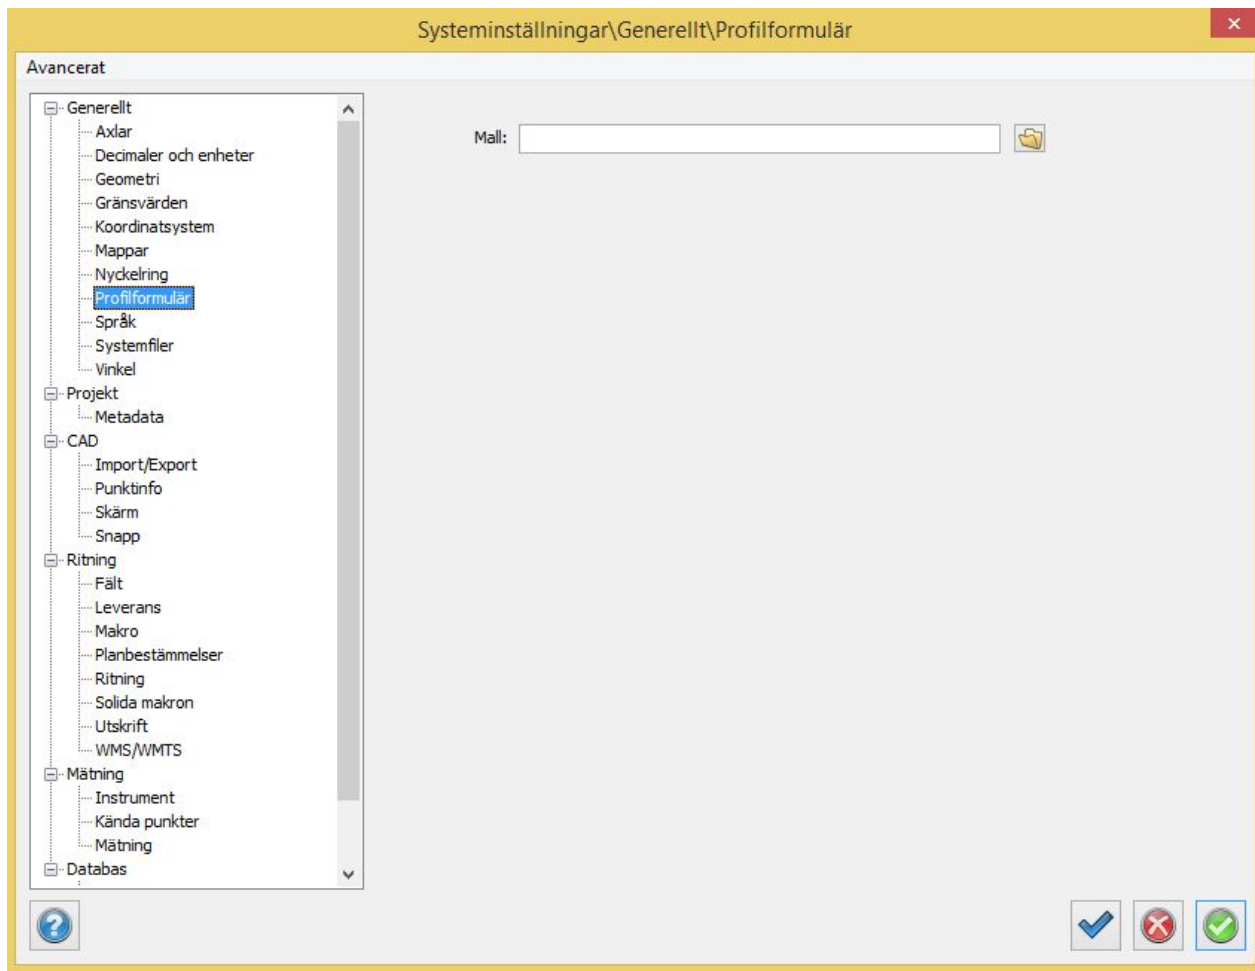 Systeminställningar\Generellt\Profilformulär
Avancerat
Generellt
Axlar
Decimaler och enheter
Geometri
Gränsvärden
Koordinatsystem
Mappar
Nyckelring
Profilformulär
Språk
Systemfiler
Vinkel
Projekt
Metadata
CAD
Import/Export
Punktinfo
Skärm
Snapp
Ritning
Fält
Leverans
Makro
Planbestämmelser
Ritning
Solida makron
Utskrift
WMS/WMTS
Mätning
Instrument
Kända punkter
Mätning
Databas
Mall: